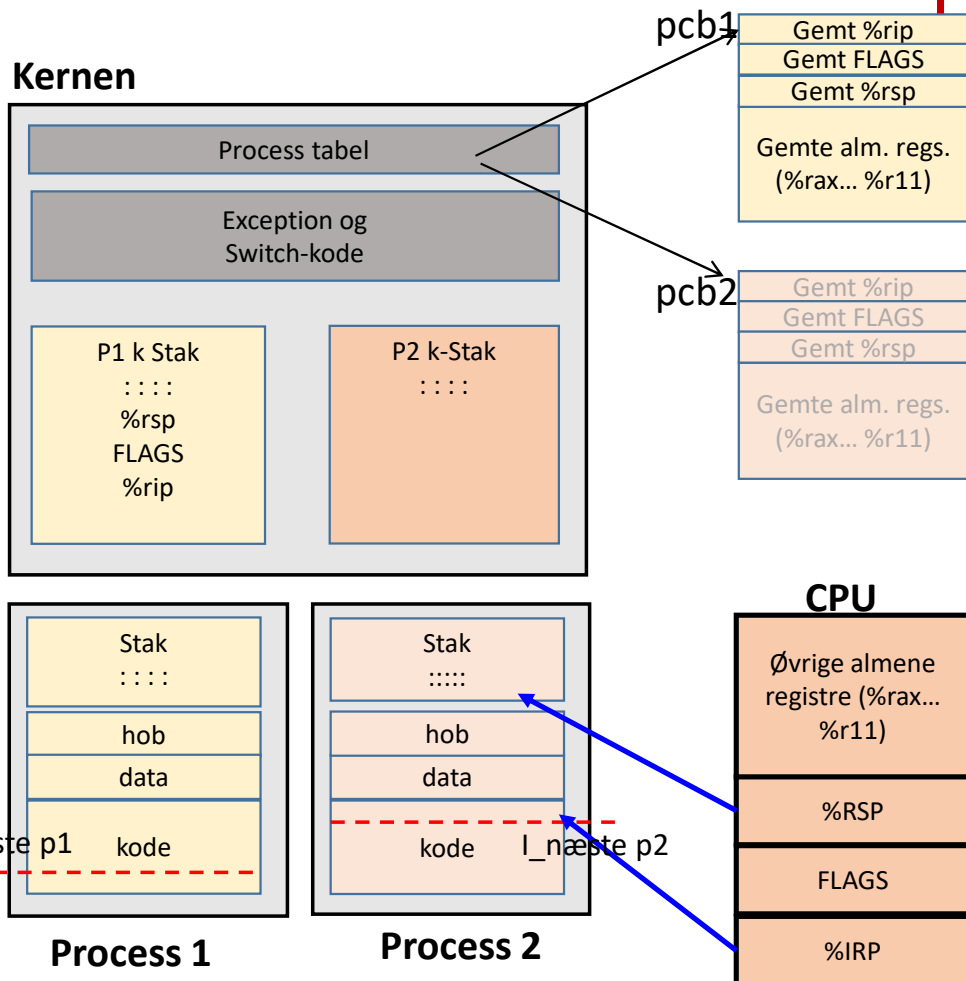 pcb1
Gemt %rip
Gemt FLAGS
Gemt %rsp
Gemte alm. regs.
(%rax... %r11)
Kernen
Process tabel
Exception og
Switch-kode
pcb2
Gemt %rip
Gemt FLAGS
Gemt %rsp
Gemte alm. regs.
(%rax... %r11)
P1 k Stak
: : : :
%rsp
FLAGS
%rip
P2 k-Stak
: : : :
CPU
Øvrige almene
registre (%rax...
%r11)
%RSP
FLAGS
%IRP
Stak
: : : :
hob
data
kode
ste p1
Process 1
Stak
:::::
hob
data
kode
I_næste p2
Process 2